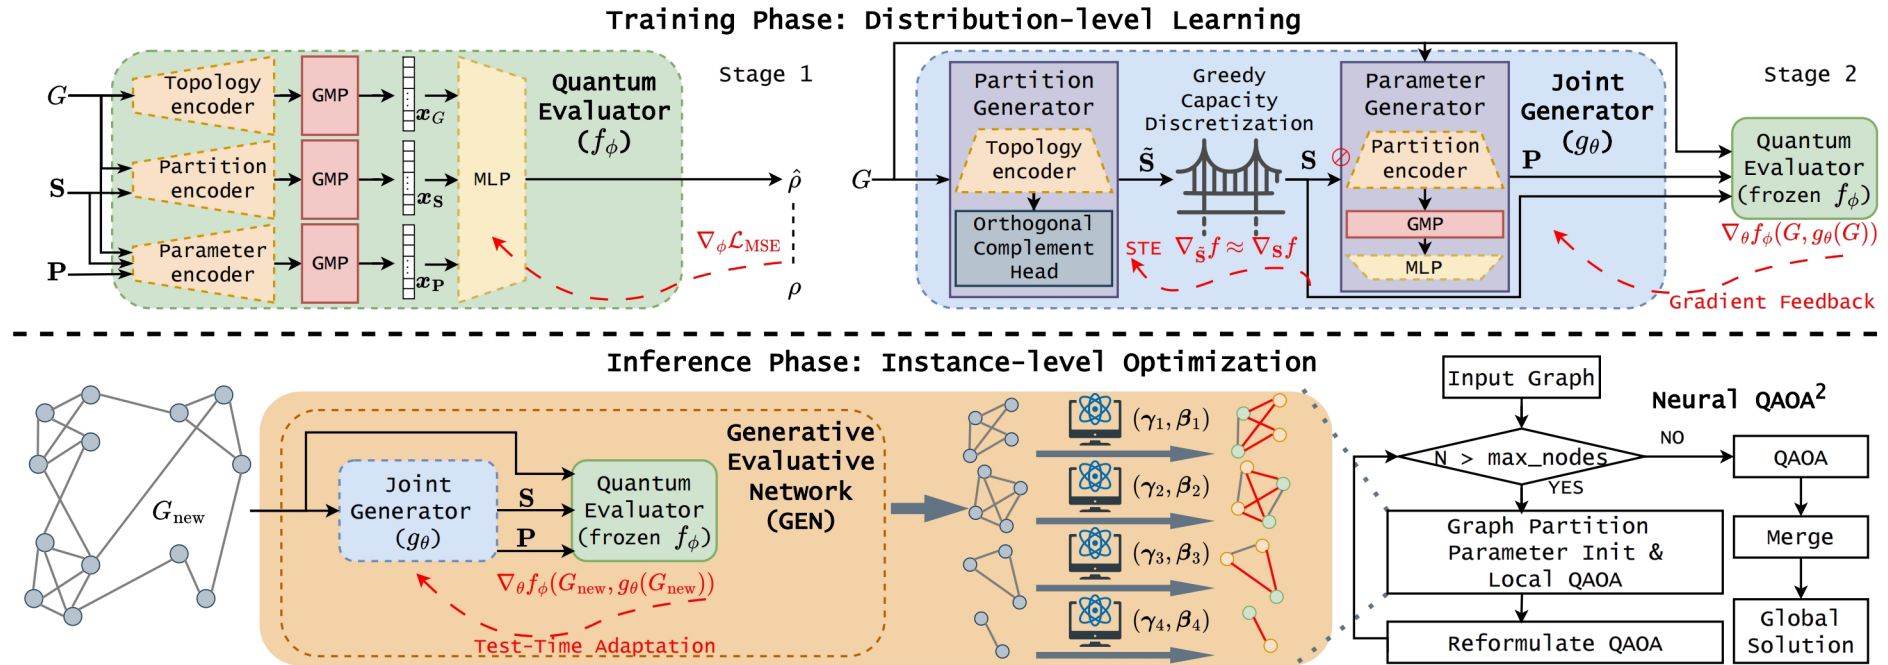 Training Phase: Distribution-level Learning
G
S
P
Topology
encoder
Partition
encoder
Parameter
encoder
GMP
GMP
GMP
𝒙_G
𝒙_S
𝒙_P
MLP
Quantum
Evaluator
(f_ϕ)
Stage 1
ρ̂
ρ
∇_ϕ ℒ_MSE
G
Partition
Generator
Topology
encoder
Orthogonal
Complement
Head
S̃
Greedy
Capacity
Discretization
S
STE
∇_S̃ f ≈ ∇_S f
Parameter
Generator
Partition
encoder
GMP
MLP
Joint
Generator
(g_θ)
P
Stage 2
Quantum
Evaluator
(frozen f_ϕ)
∇_θ f_ϕ(G, g_θ(G))
Gradient Feedback
Inference Phase: Instance-level Optimization
G_new
Joint
Generator
(g_θ)
S
P
Quantum
Evaluator
(frozen f_ϕ)
Generative
Evaluative
Network
(GEN)
∇_θ f_ϕ(G_new, g_θ(G_new))
Test-Time Adaptation
(γ₁, β₁)
(γ₂, β₂)
(γ₃, β₃)
(γ₄, β₄)
Neural QAOA²
Input Graph
N > max_nodes
NO
YES
QAOA
Graph Partition
Parameter Init &
Local QAOA
Merge
Reformulate QAOA
Global
Solution